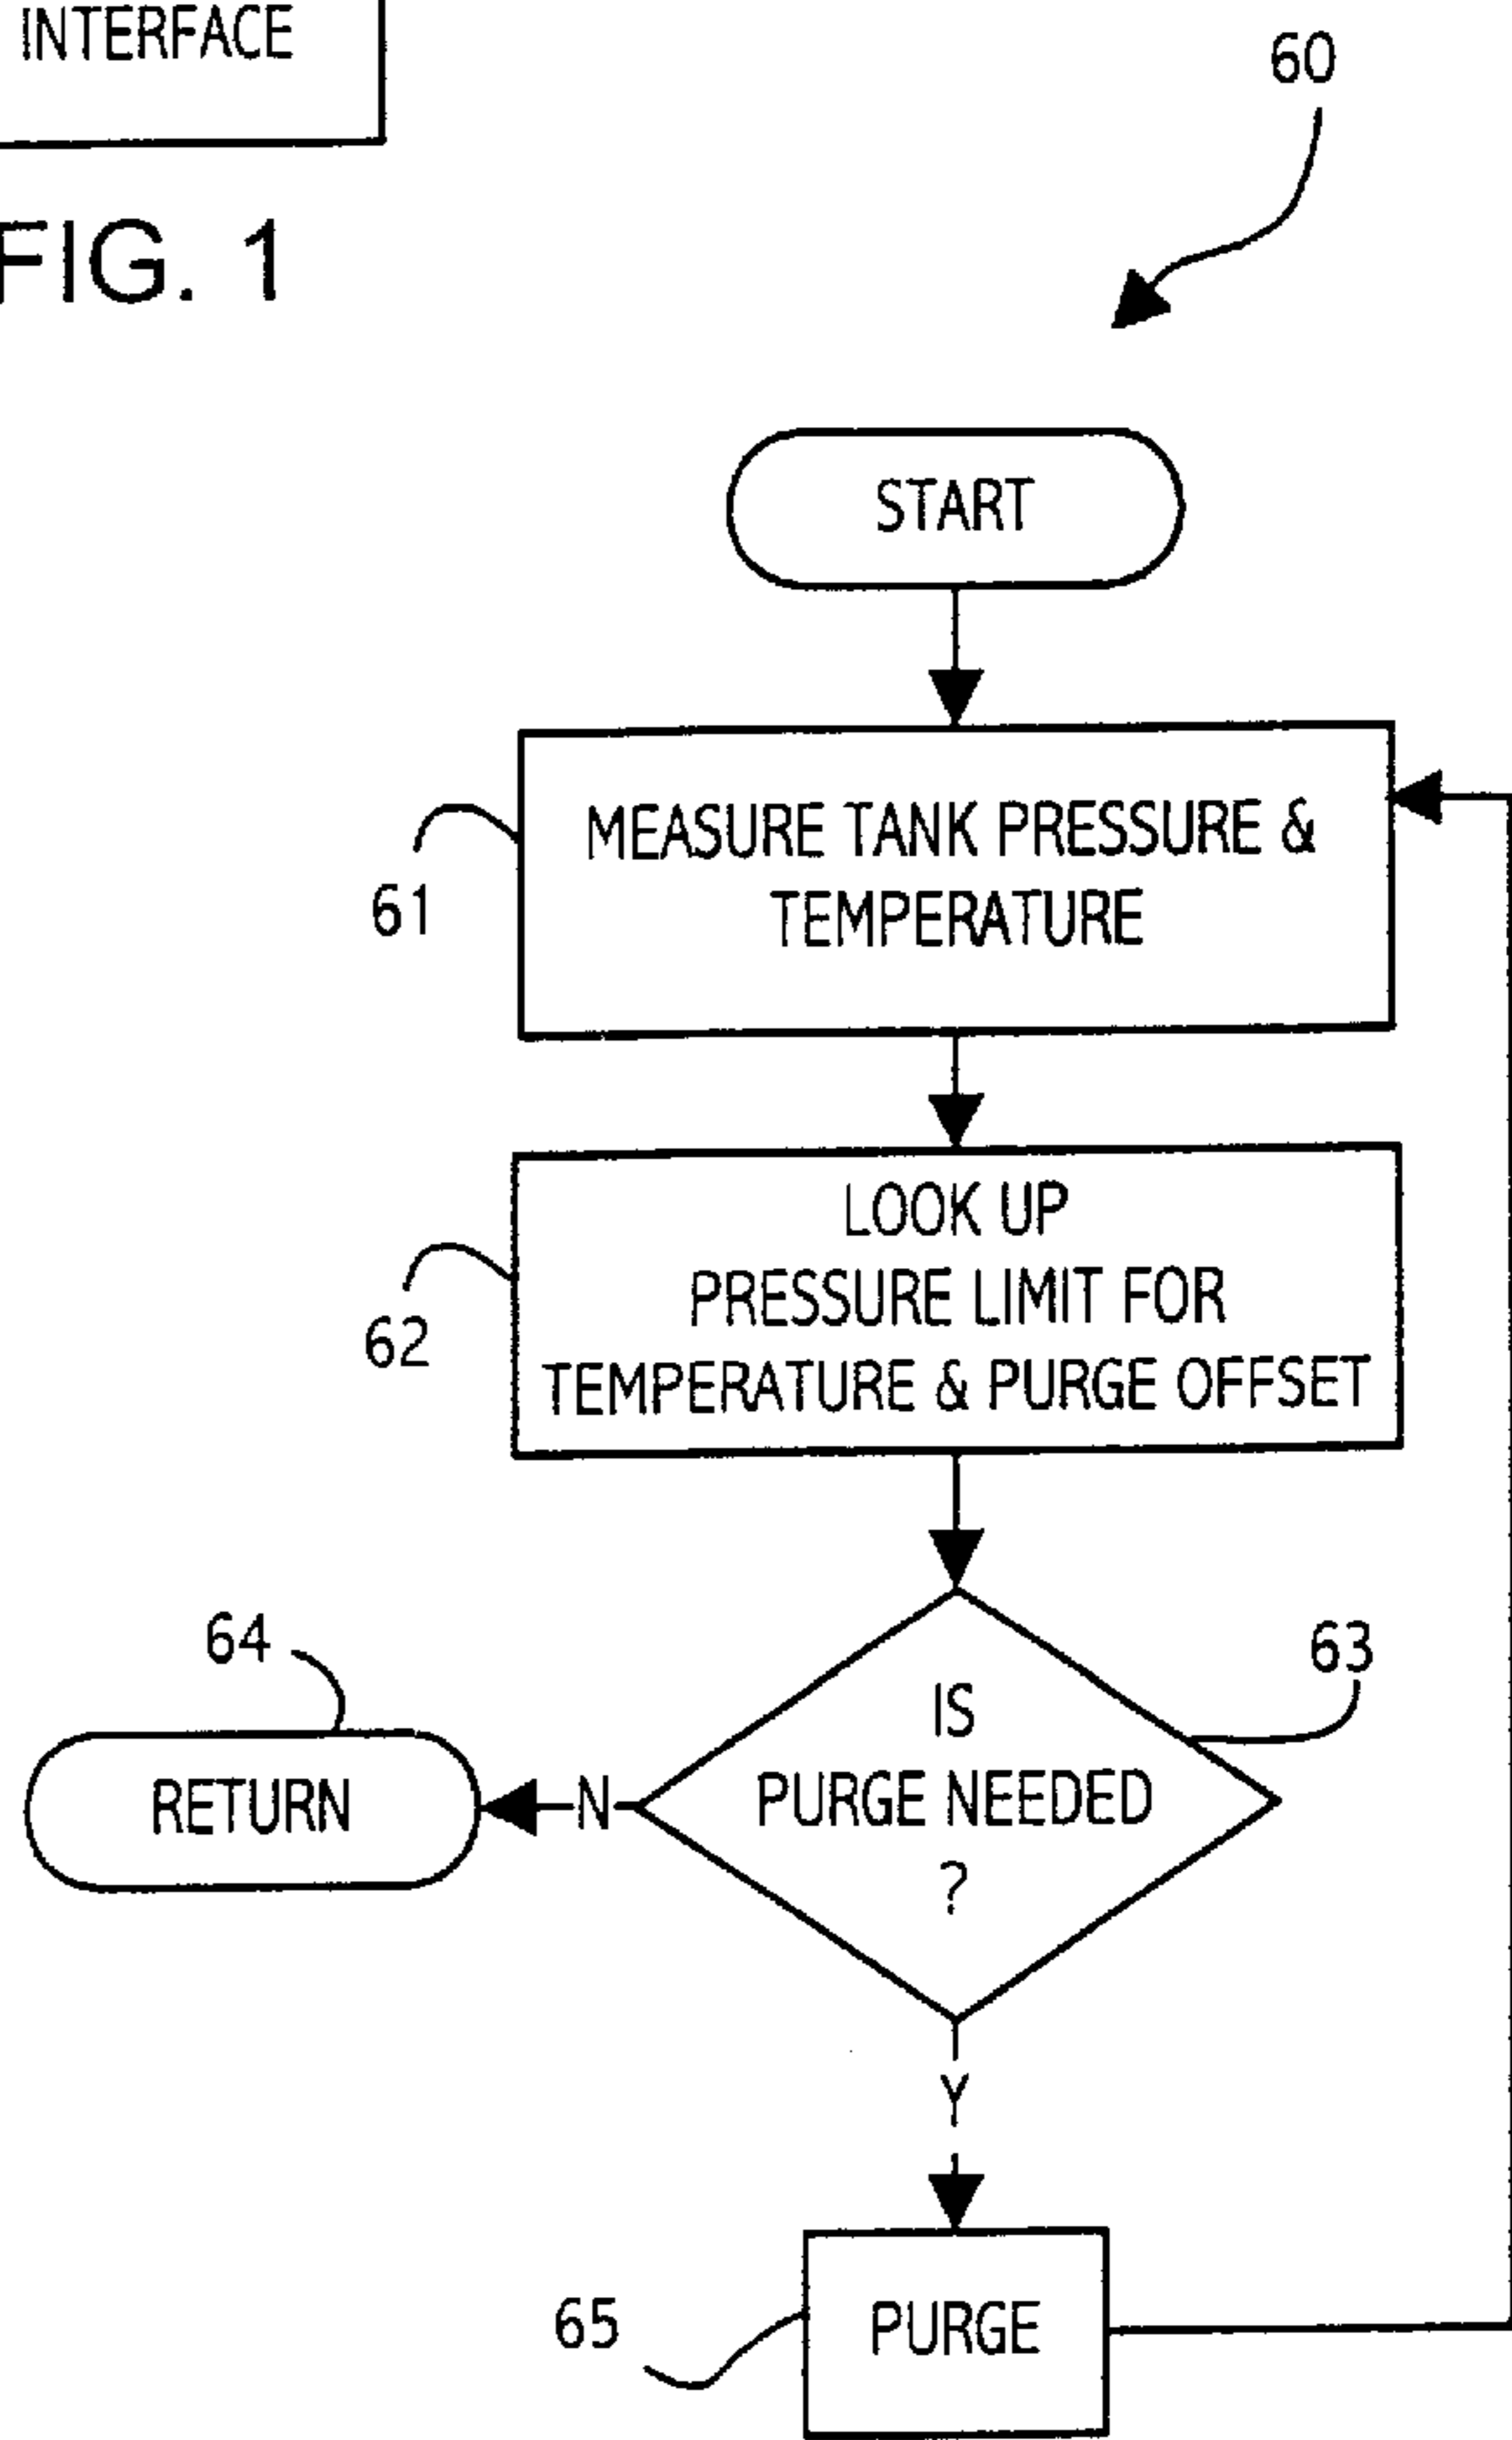 INTERFACE
60
FIG. 1
START
MEASURE TANK PRESSURE &
TEMPERATURE
61
LOOK UP
PRESSURE LIMIT FOR
TEMPERATURE & PURGE OFFSET
62
64
63
IS
PURGE NEEDED
?
N
RETURN
Y
65
PURGE